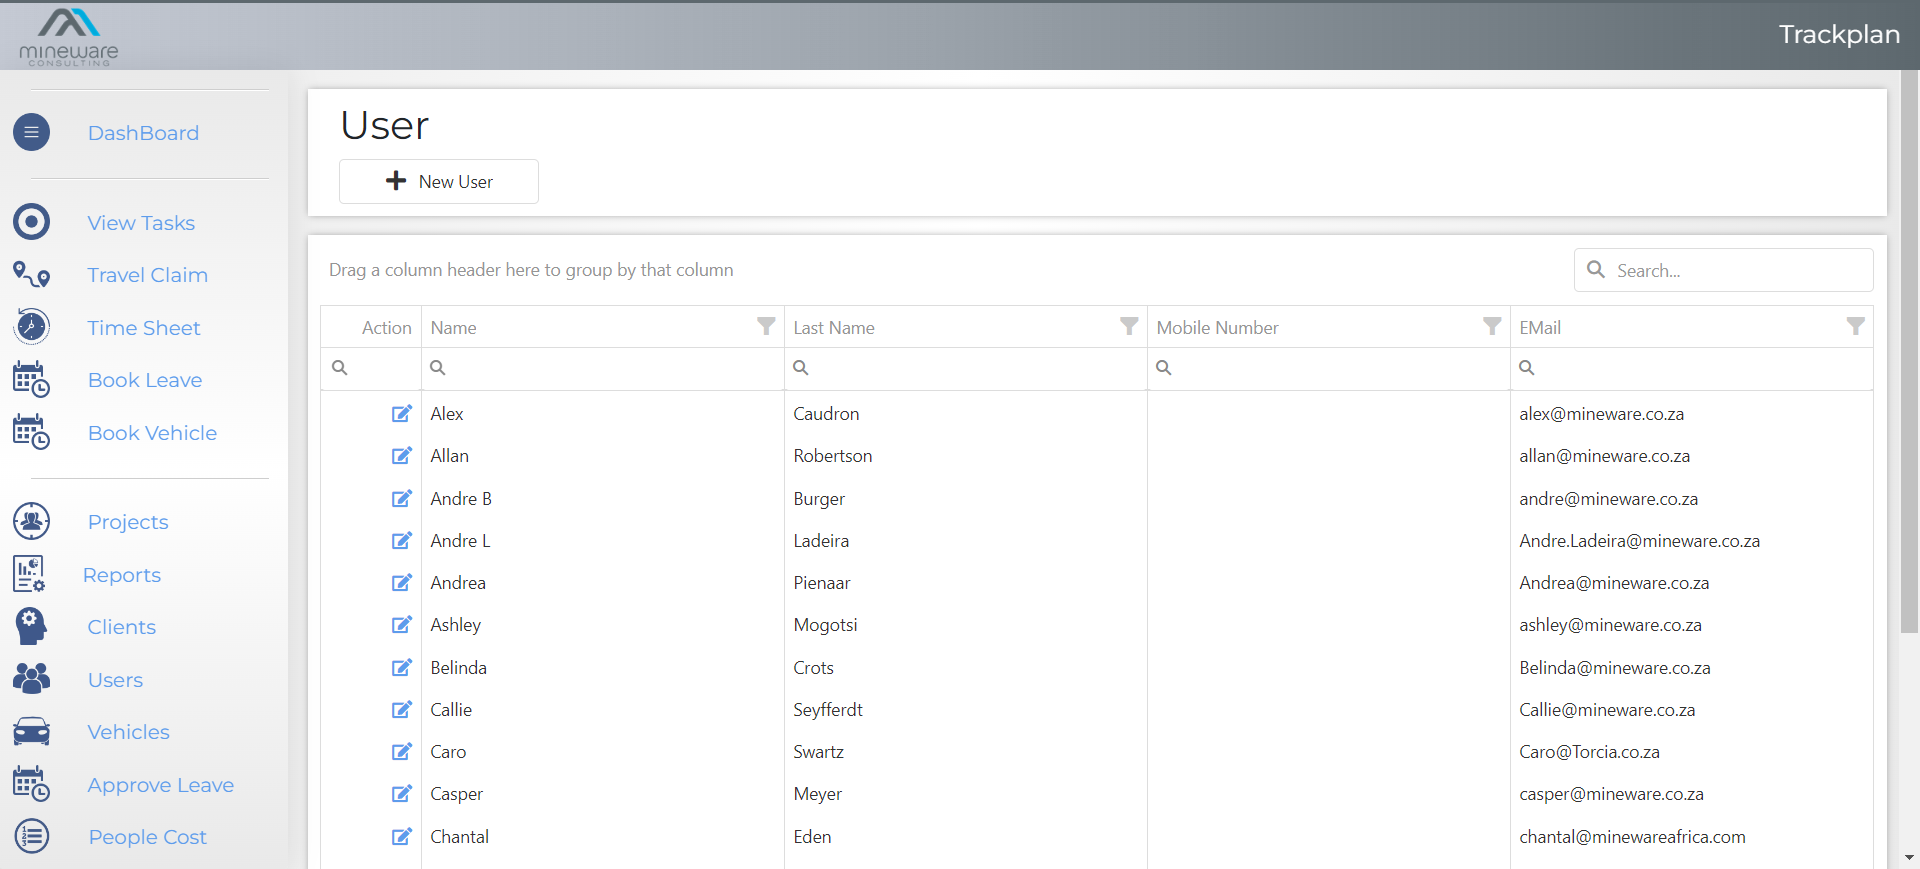 mineware
CONSULTING
Trackplan
DashBoard
View Tasks
Travel Claim
Time Sheet
Book Leave
Book Vehicle
Projects
Reports
Clients
Users
Vehicles
Approve Leave
People Cost
User
New User
Drag a column header here to group by that column
Search...
Action Name Last Name Mobile Number EMail
Alex Caudron alex@mineware.co.za
Allan Robertson allan@mineware.co.za
Andre B Burger andre@mineware.co.za
Andre L Ladeira Andre.Ladeira@mineware.co.za
Andrea Pienaar Andrea@mineware.co.za
Ashley Mogotsi ashley@mineware.co.za
Belinda Crots Belinda@mineware.co.za
Callie Seyfferdt Callie@mineware.co.za
Caro Swartz Caro@Torcia.co.za
Casper Meyer casper@mineware.co.za
Chantal Eden chantal@minewareafrica.com